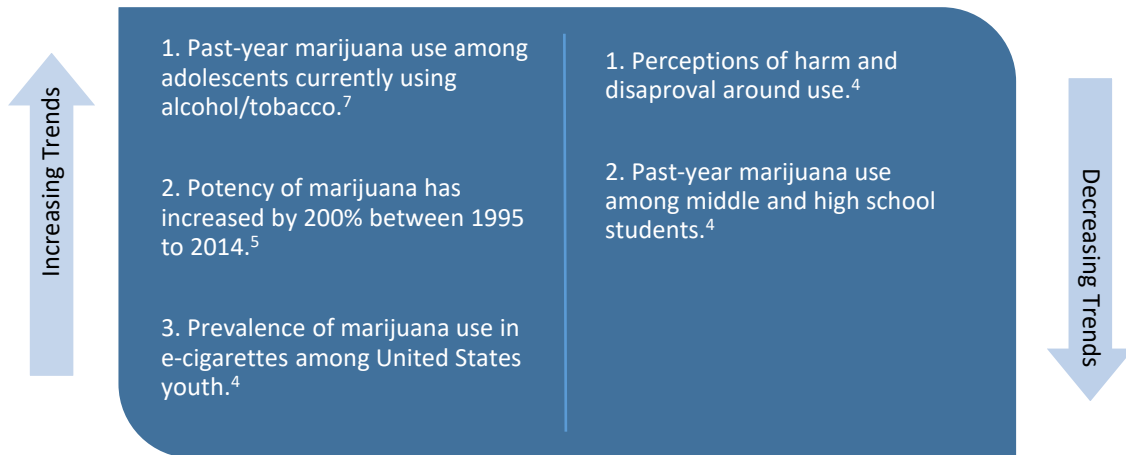 Increasing Trends
1. Past-year marijuana use among
adolescents currently using
alcohol/tobacco.⁷
2. Potency of marijuana has
increased by 200% between 1995
to 2014.⁵
3. Prevalence of marijuana use in
e-cigarettes among United States
youth.⁴
1. Perceptions of harm and
disaproval around use.⁴
2. Past-year marijuana use
among middle and high school
students.⁴
Decreasing Trends